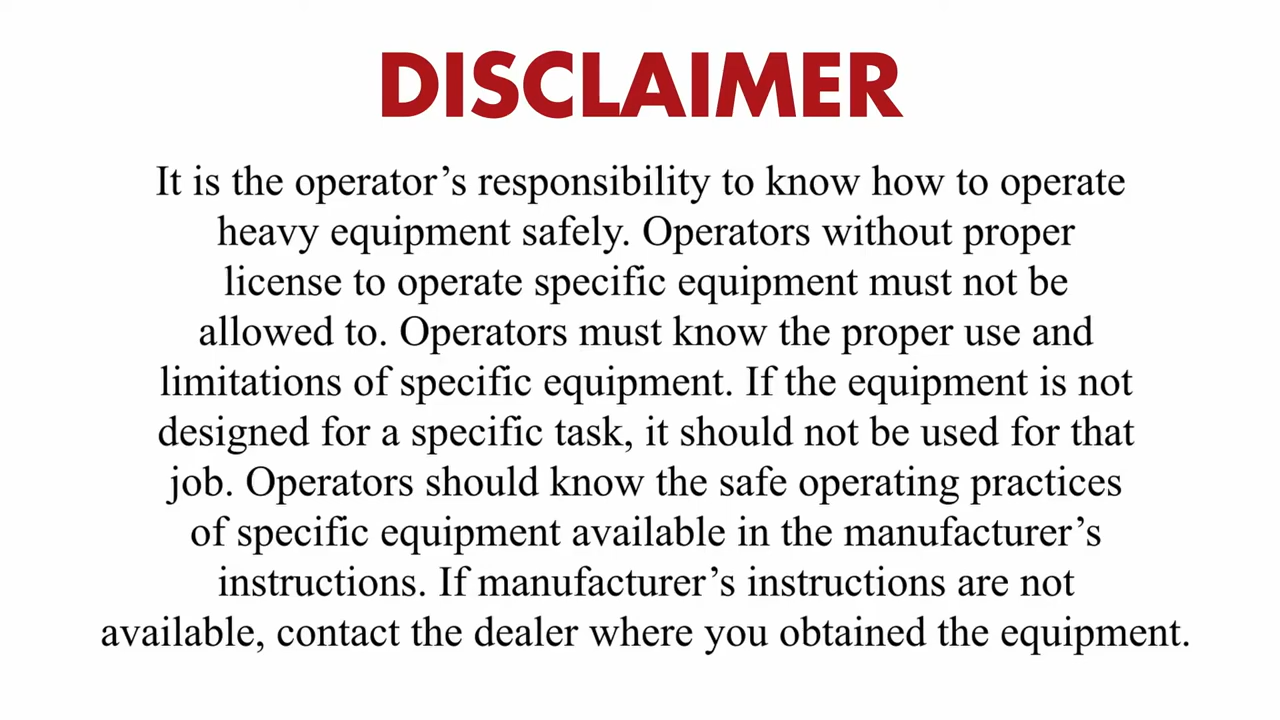 DISCLAIMER
It is the operator’s responsibility to know how to operate
heavy equipment safely. Operators without proper
license to operate specific equipment must not be
allowed to. Operators must know the proper use and
limitations of specific equipment. If the equipment is not
designed for a specific task, it should not be used for that
job. Operators should know the safe operating practices
of specific equipment available in the manufacturer’s
instructions. If manufacturer’s instructions are not
available, contact the dealer where you obtained the equipment.